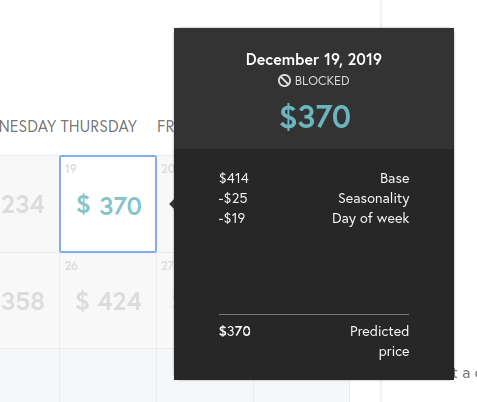 December 19, 2019
BLOCKED
$370
NESDAY THURSDAY FR
19 20
234 $ 370
26 27
358 $ 424
$414 Base
-$25 Seasonality
-$19 Day of week
$370 Predicted
price
t a